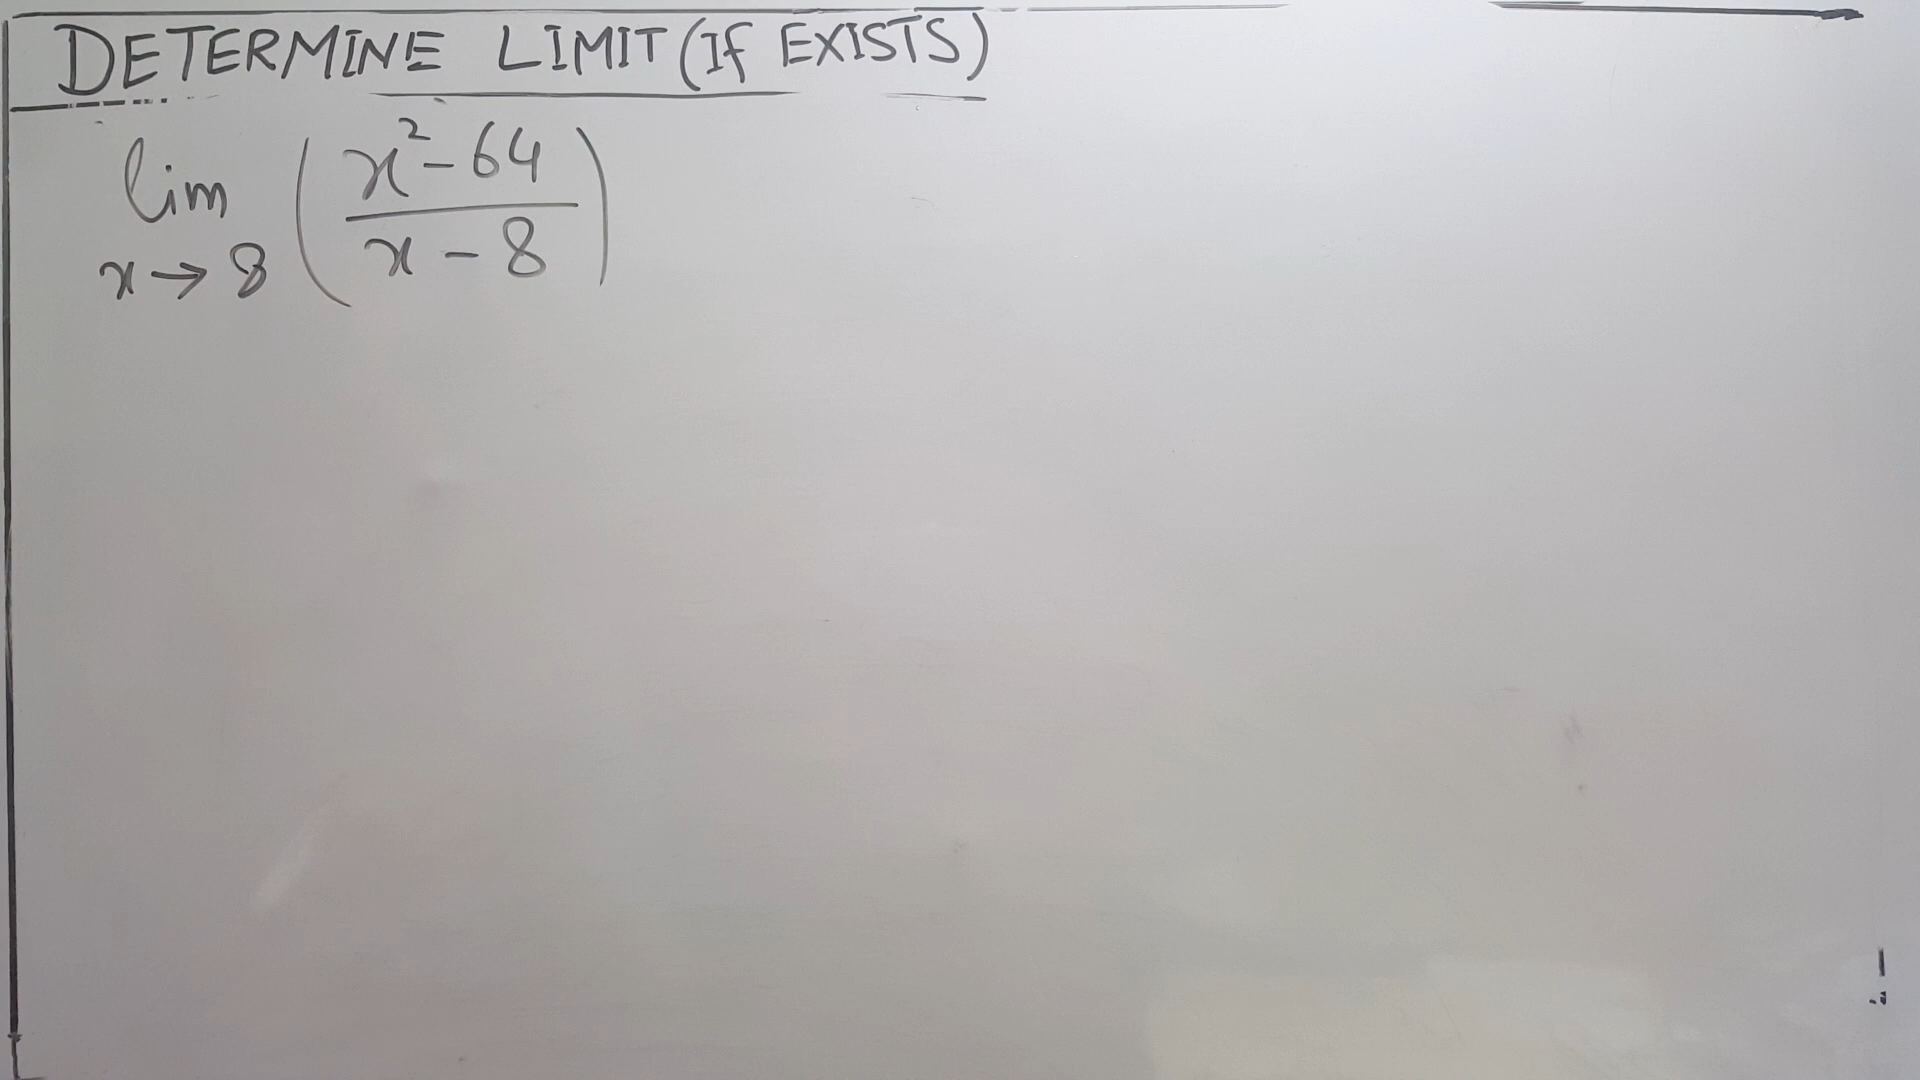 DETERMINE LIMIT (If EXISTS)
lim x→8 ( (x² - 64) / (x - 8) )